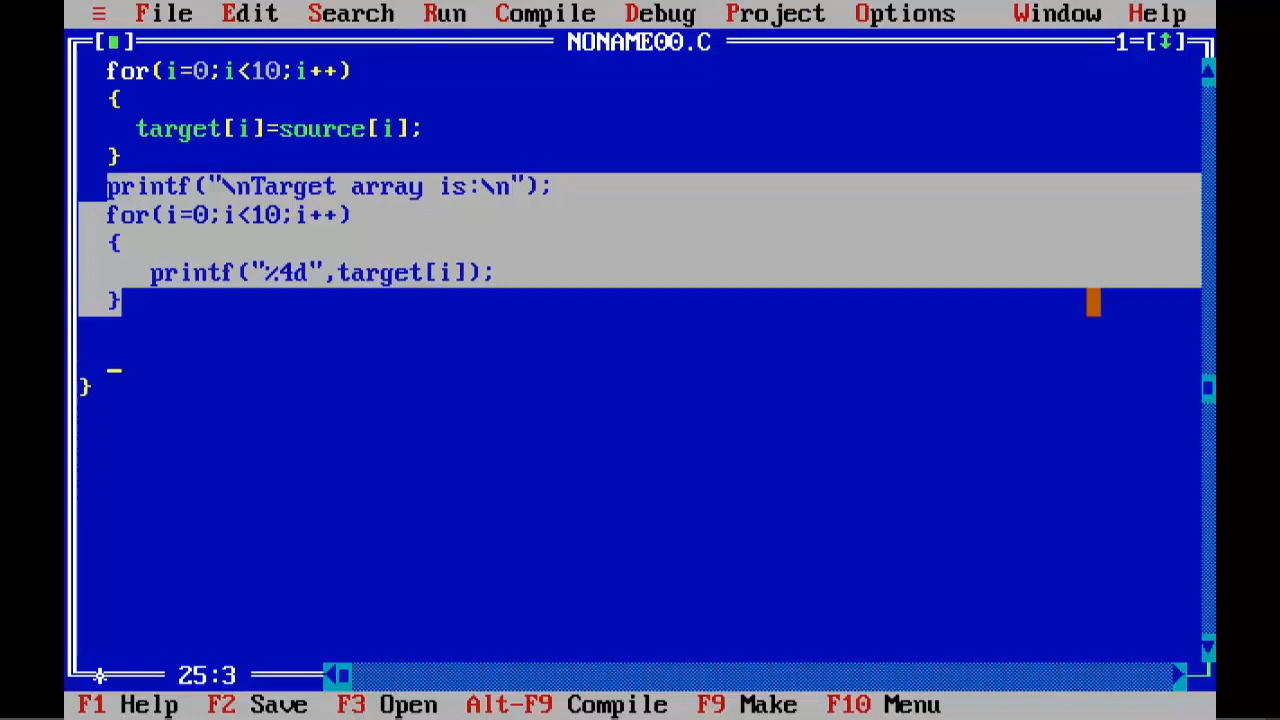 ≡ File Edit Search Run Compile Debug Project Options Window Help
[■] NONAME00.C 1=[↕]
for(i=0;i<10;i++)
{
target[i]=source[i];
}
printf("\nTarget array is:\n");
for(i=0;i<10;i++)
{
printf("%4d",target[i]);
}
}
25:3
F1 Help F2 Save F3 Open Alt-F9 Compile F9 Make F10 Menu